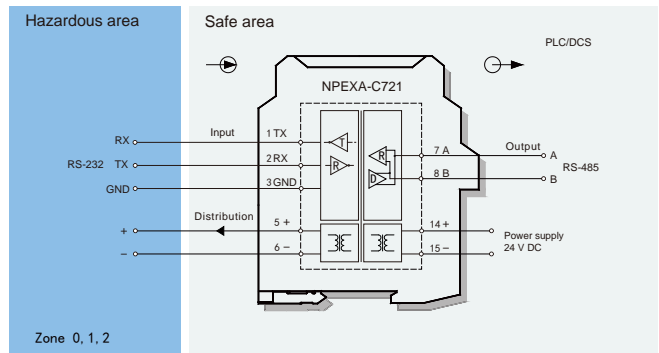 Hazardous area
Safe area
PLC/DCS
NPEXA-C721
Input
1 TX
T
RX
RS-232
TX
2 RX
R
GND
3 GND
R
D
7 A
Output
A
RS-485
8 B
B
Distribution
+
5 +
14 +
Power supply
24 V DC
–
6 –
15 –
Zone 0, 1, 2